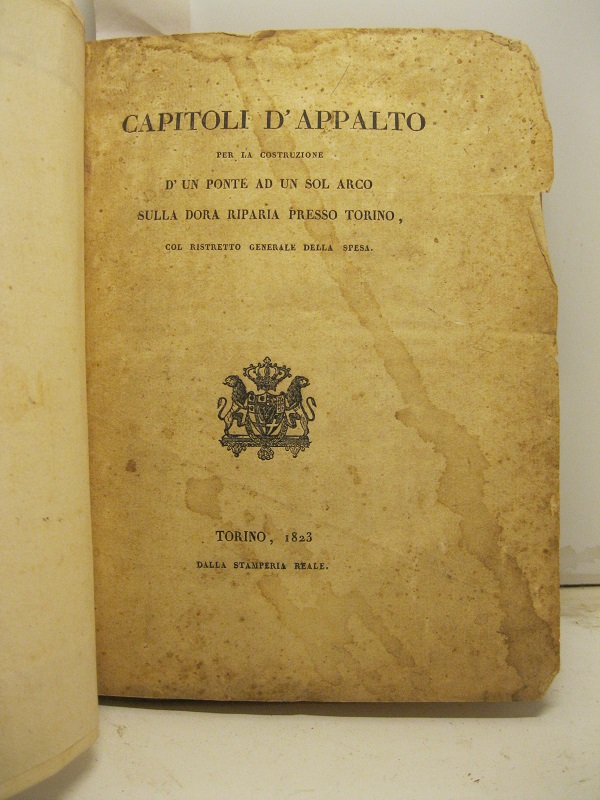 CAPITOLI D'APPALTO
PER LA COSTRUZIONE
D'UN PONTE AD UN SOL ARCO
SULLA DORA RIPARIA PRESSO TORINO,
COL RISTRETTO GENERALE DELLA SPESA.
TORINO, 1823
DALLA STAMPERIA REALE.